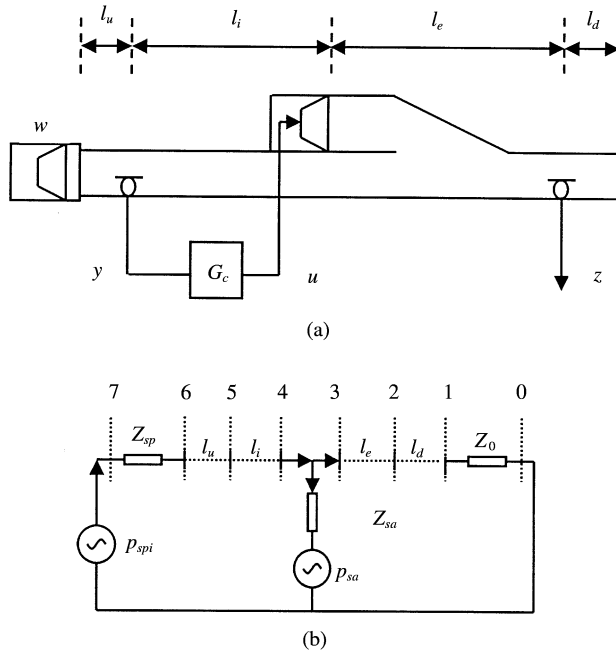 l_u l_i l_e l_d
w
y G_c u z
(a)
7 6 5 4 3 2 1 0
Z_sp l_u l_i l_e l_d Z_0
Z_sa
p_spi p_sa
(b)